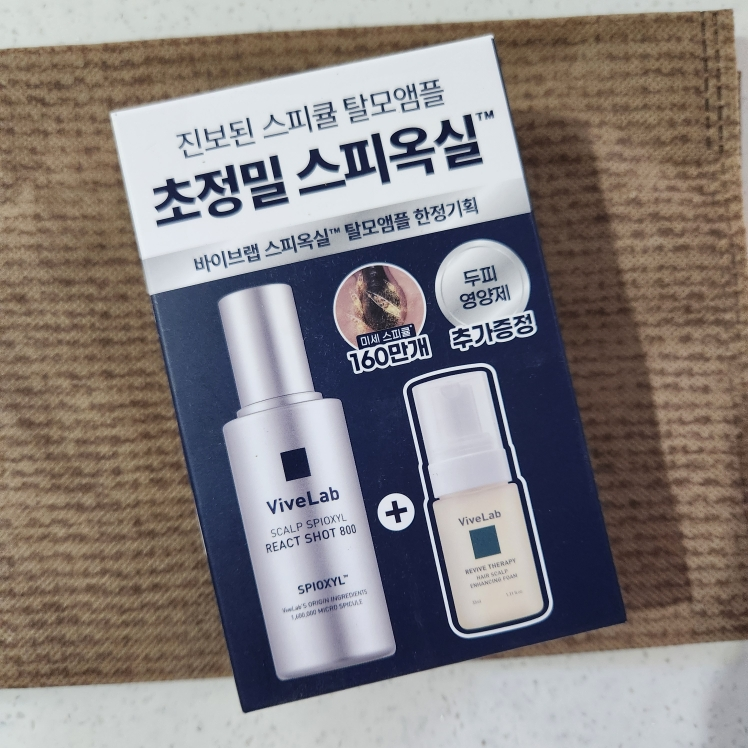 진보된 스피큘 탈모앰플
초정밀 스피옥실™
바이브랩 스피옥실™ 탈모앰플 한정기획
미세 스피큘*
160만개
두피
영양제
추가증정
ViveLab
SCALP SPIOXYL
REACT SHOT 800
SPIOXYL™
ViveLab'S ORIGIN INGREDIENTS
1,600,000 MICRO SPICULE
+
ViveLab
REVIVE THERAPY
HAIR SCALP
ENHANCING FOAM